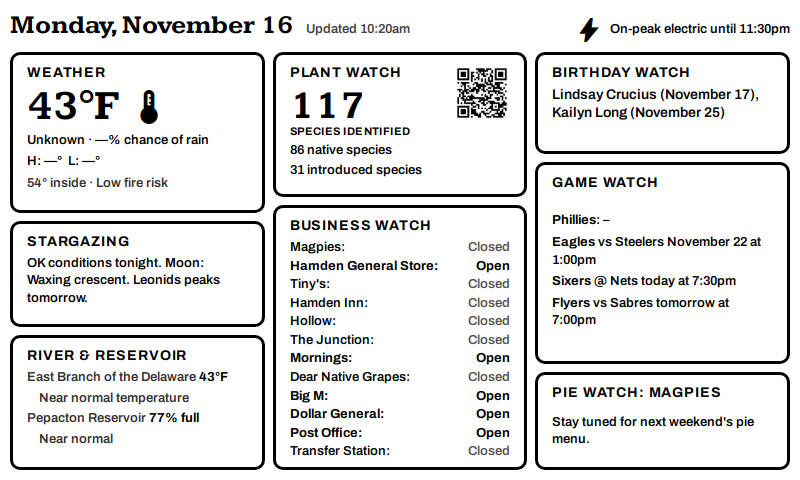 Monday, November 16 Updated 10:20am
On-peak electric until 11:30pm
WEATHER
43°F
Unknown · —% chance of rain
H: —° L: —°
54° inside · Low fire risk
STARGAZING
OK conditions tonight. Moon:
Waxing crescent. Leonids peaks
tomorrow.
RIVER & RESERVOIR
East Branch of the Delaware 43°F
Near normal temperature
Pepacton Reservoir 77% full
Near normal
PLANT WATCH
117
SPECIES IDENTIFIED
86 native species
31 introduced species
BUSINESS WATCH
Magpies: Closed
Hamden General Store: Open
Tiny's: Closed
Hamden Inn: Closed
Hollow: Closed
The Junction: Closed
Mornings: Open
Dear Native Grapes: Closed
Big M: Open
Dollar General: Open
Post Office: Open
Transfer Station: Closed
BIRTHDAY WATCH
Lindsay Crucius (November 17),
Kailyn Long (November 25)
GAME WATCH
Phillies: –
Eagles vs Steelers November 22 at
1:00pm
Sixers @ Nets today at 7:30pm
Flyers vs Sabres tomorrow at
7:00pm
PIE WATCH: MAGPIES
Stay tuned for next weekend's pie
menu.